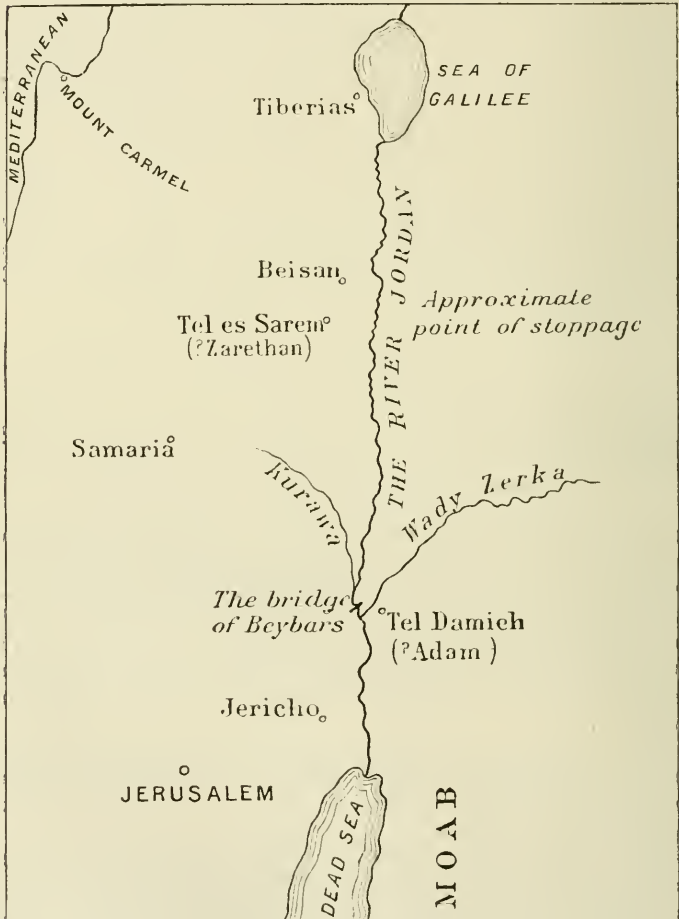 MEDITERRANEAN
MOUNT CARMEL
SEA OF
GALILEE
Tiberias
THE RIVER JORDAN
Beisan
Approximate
point of stoppage
Tel es Sarem
(?Zarethan)
Samaria
Kurawa
Wady Zerka
The bridge
of Beybars
Tel Damieh
(?Adam)
Jericho
JERUSALEM
DEAD SEA
MOAB